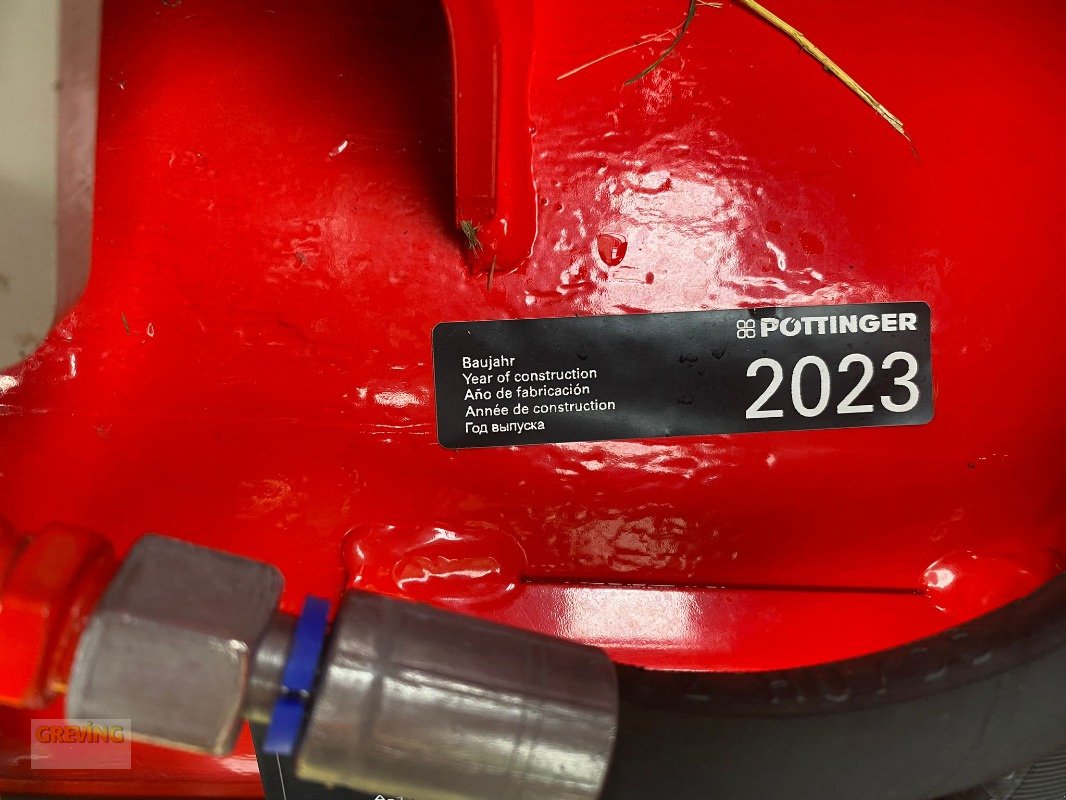 PÖTTINGER
Baujahr
Year of construction
Año de fabricación
Année de construction
Год выпуска
2023
GREVING